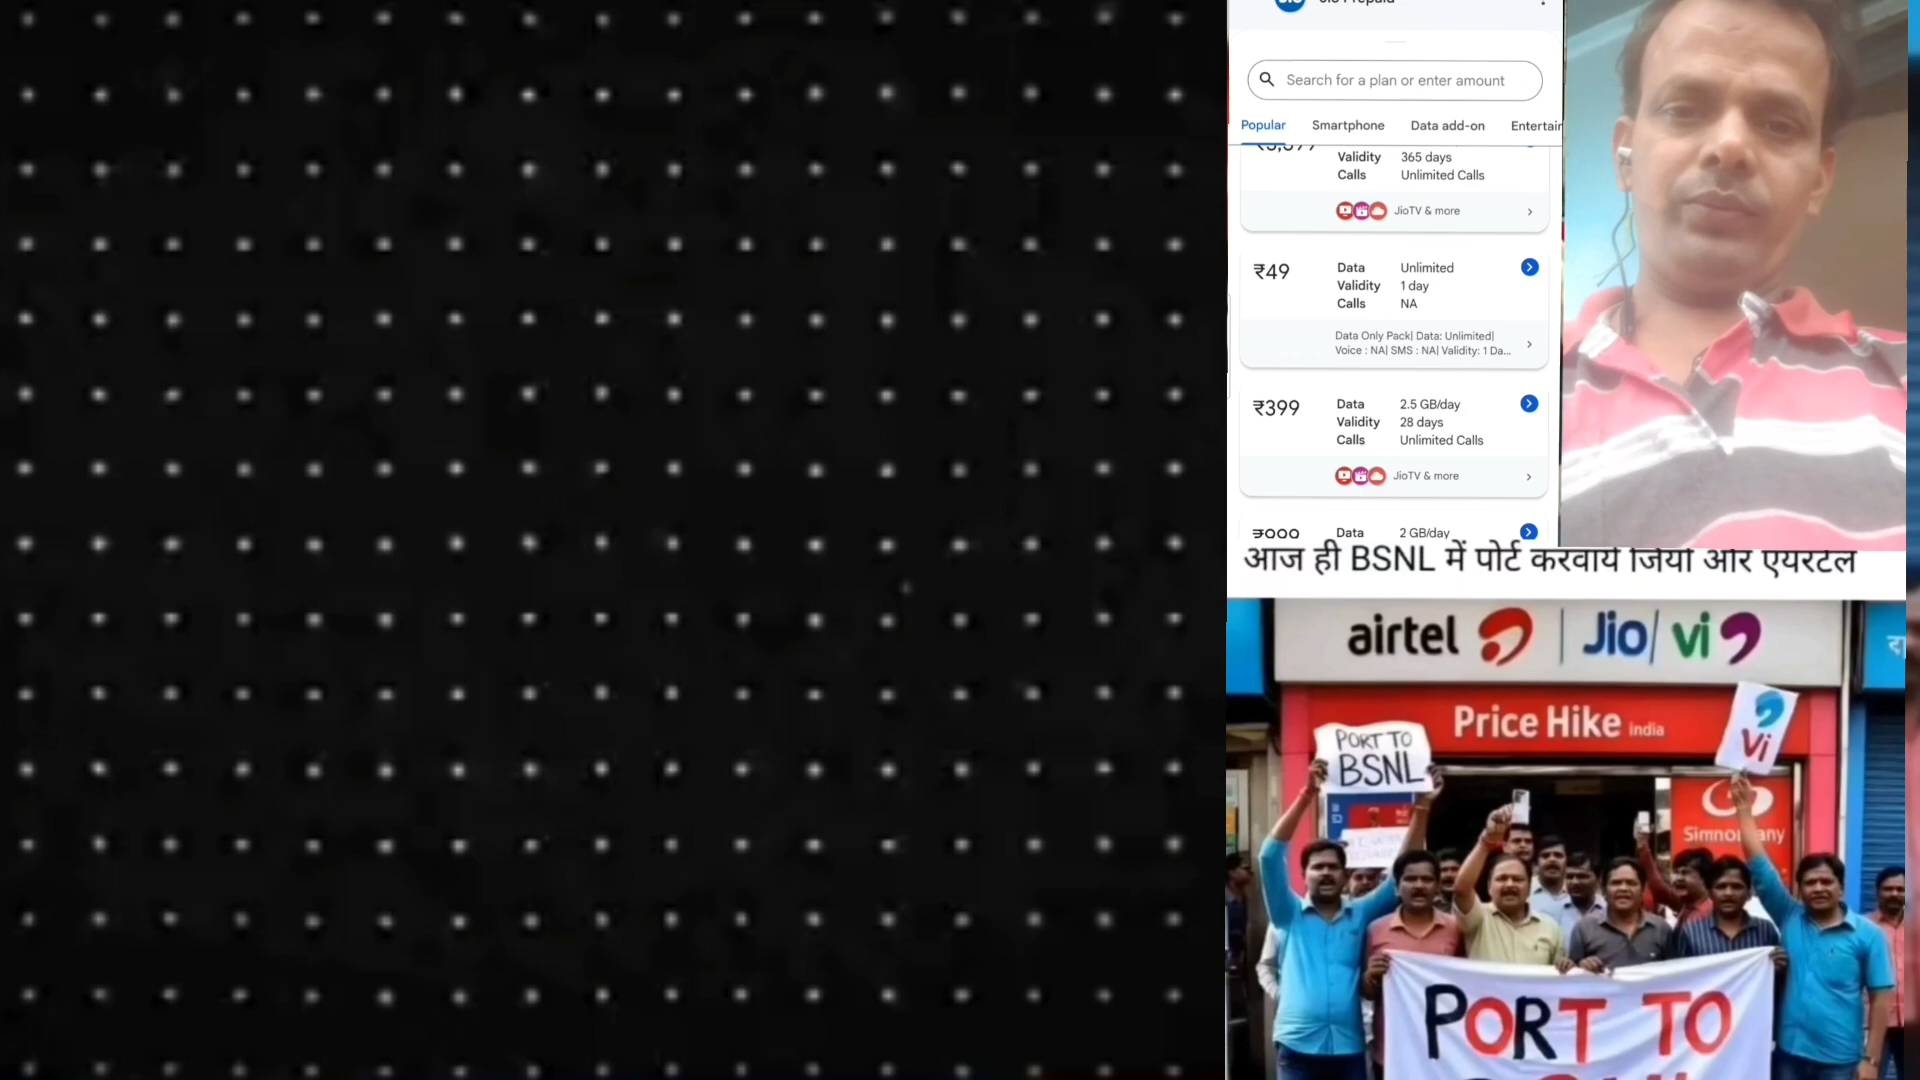 Jio Prepaid
Search for a plan or enter amount
Popular Smartphone Data add-on Entertain
Validity 365 days
Calls Unlimited Calls
JioTV & more
₹49 Data Unlimited
Validity 1 day
Calls NA
Data Only Pack| Data: Unlimited|
Voice : NA| SMS : NA| Validity: 1 Da...
₹399 Data 2.5 GB/day
Validity 28 days
Calls Unlimited Calls
JioTV & more
Data 2 GB/day
आज ही BSNL में पोर्ट करवाये जियो और एयरटेल
airtel Jio vi
Price Hike India
PORT TO
BSNL
Vi
PORT TO